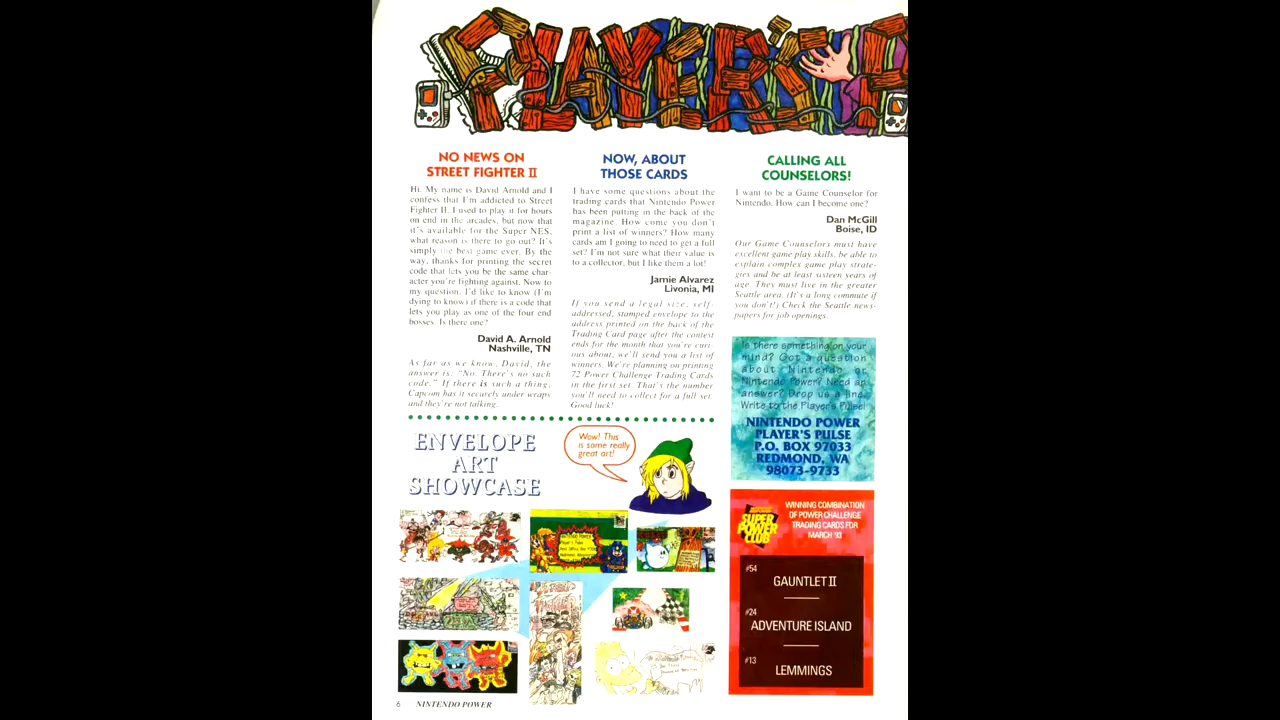 PLAYER'S
NO NEWS ON
STREET FIGHTER II
Hi. My name is David Arnold and I
confess that I'm addicted to Street
Fighter II. I used to play it for hours
on end in the arcades, but now that
it's available for the Super NES,
what reason is there to go out? It's
simply the best game ever. By the
way, thanks for printing the secret
code that lets you be the same char-
acter you're fighting against. Now to
my question. I'd like to know (I'm
dying to know) if there is a code that
lets you play as one of the four end
bosses. Is there one?
David A. Arnold
Nashville, TN
As far as we know, David, the
answer is: "No. There's no such
code." If there is such a thing,
Capcom has it securely under wraps
and they're not talking.
NOW, ABOUT
THOSE CARDS
I have some questions about the
trading cards that Nintendo Power
has been putting in the back of the
magazine. How come you don't
print a list of winners? How many
cards am I going to need to get a full
set? I'm not sure what their value is
to a collector, but I like them a lot!
Jamie Alvarez
Livonia, MI
If you send a legal size, self-
addressed, stamped envelope to the
address printed on the back of the
Trading Card page after the contest
ends for the month that you're curi-
ous about, we'll send you a list of
winners. We're planning on printing
72 Power Challenge Trading Cards
in the first set. That's the number
you'll need to collect for a full set.
Good luck!
CALLING ALL
COUNSELORS!
I want to be a Game Counselor for
Nintendo. How can I become one?
Dan McGill
Boise, ID
Our Game Counselors must have
excellent game play skills, be able to
explain complex game play strate-
gies and be at least sixteen years of
age. They must live in the greater
Seattle area. (It's a long commute if
you don't!) Check the Seattle news-
papers for job openings.
Is there something on your
mind? Got a question
about Nintendo or
Nintendo Power? Need an
answer? Drop us a line.
Write to the Player's Pulse!
NINTENDO POWER
PLAYER'S PULSE
P.O. BOX 97033
REDMOND, WA
98073-9733
ENVELOPE
ART
SHOWCASE
Wow! This
is some really
great art!
SUPER
POWER
CLUB
WINNING COMBINATION
OF POWER CHALLENGE
TRADING CARDS FOR
MARCH '93
#54
GAUNTLET II
#24
ADVENTURE ISLAND
#13
LEMMINGS
6 NINTENDO POWER